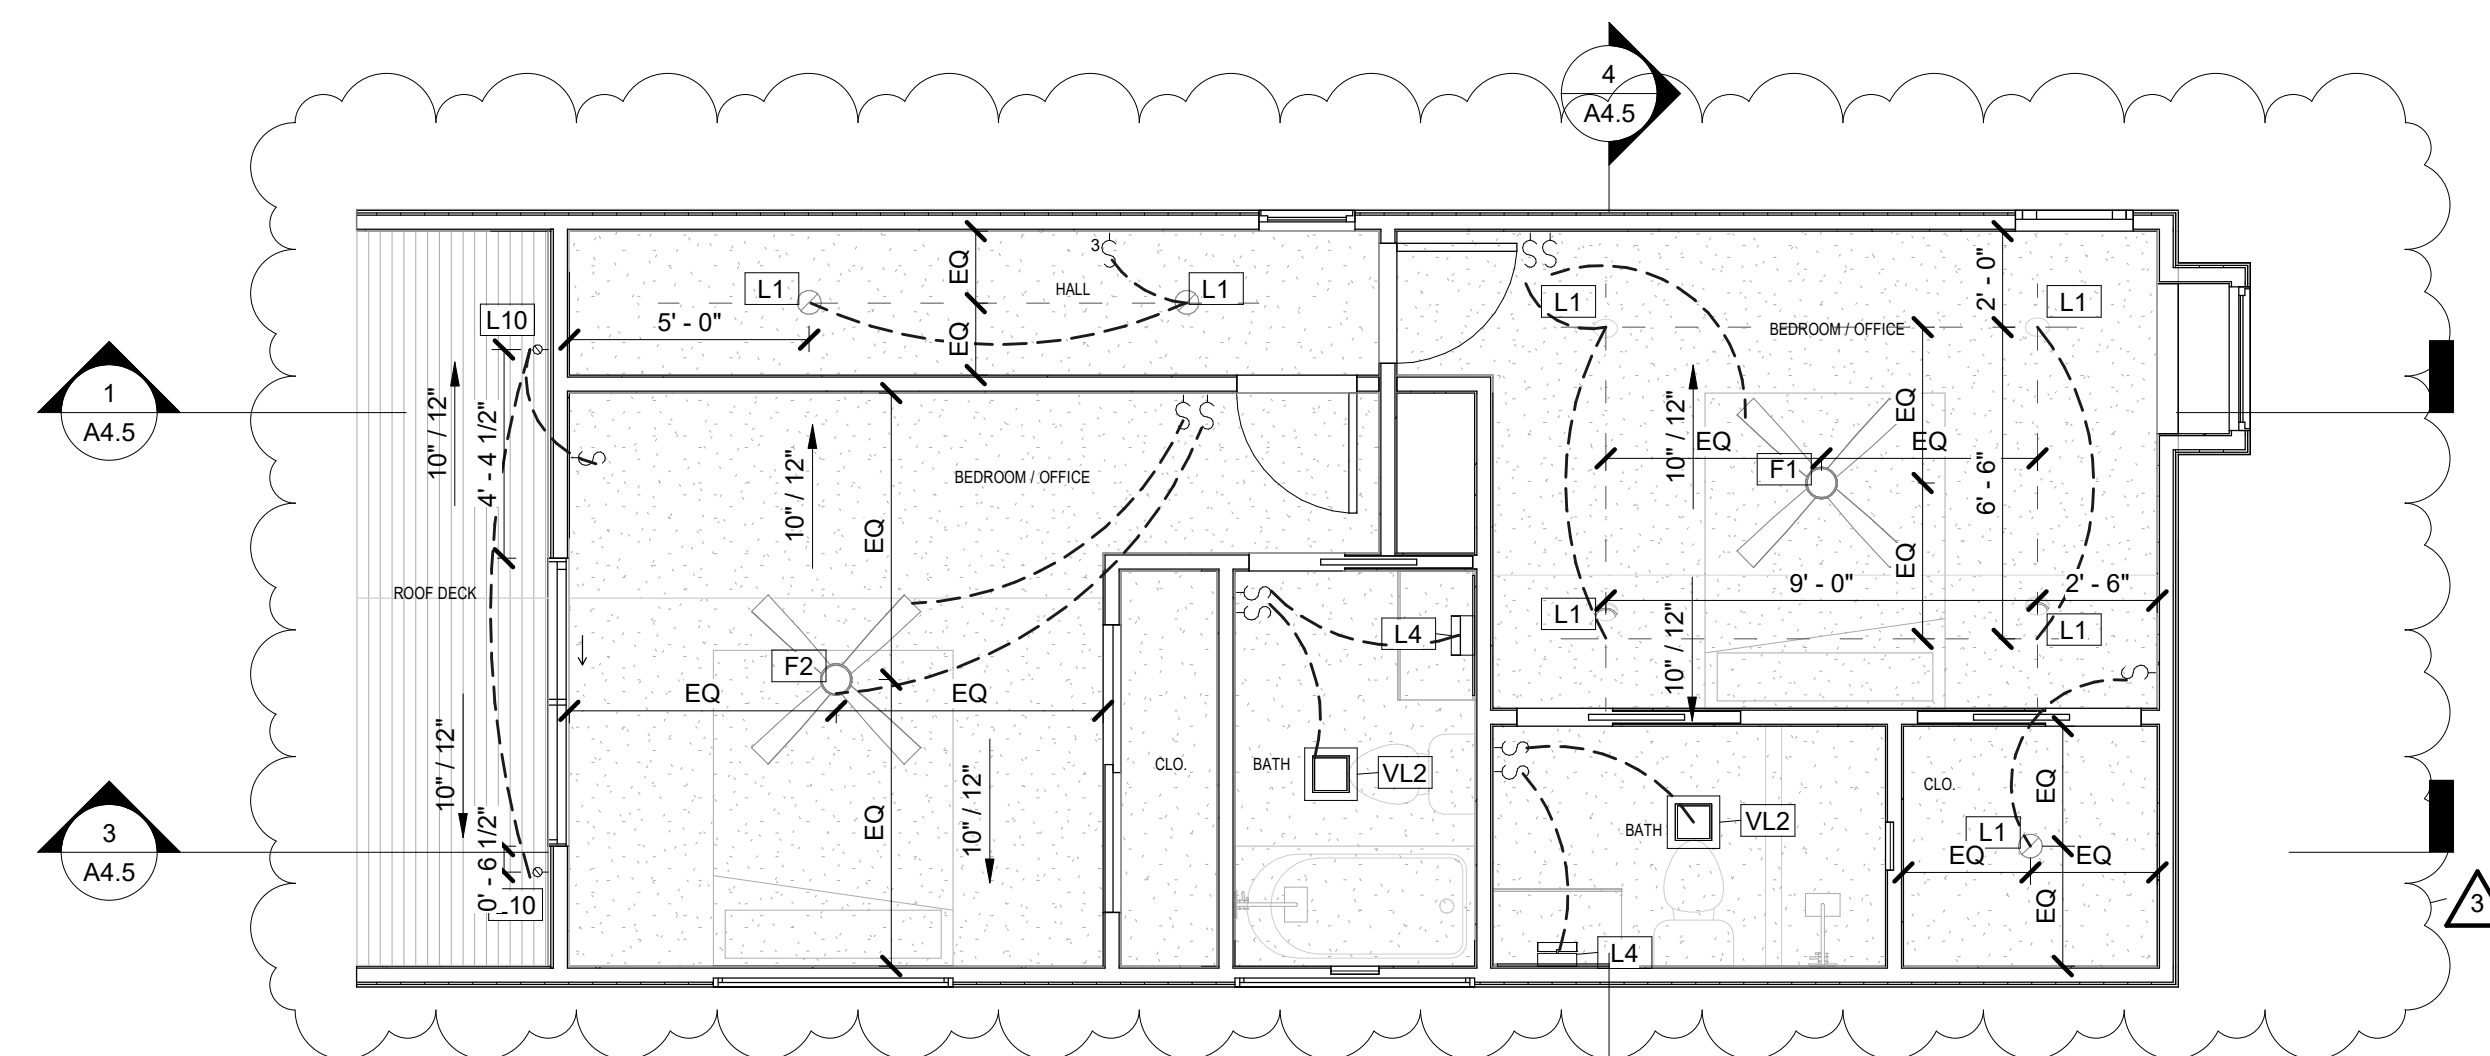 4
A4.5
1
A4.5
3
A4.5
3
L10
10" / 12"
4' - 4 1/2"
ROOF DECK
10" / 12"
0' - 6 1/2"
L10
L1
5' - 0"
EQ
EQ
HALL
3
L1
10" / 12"
BEDROOM / OFFICE
EQ
F2
EQ
EQ
EQ
10" / 12"
CLO.
L4
BATH
VL2
L1
BEDROOM / OFFICE
2' - 0"
L1
10" / 12"
EQ
EQ
EQ
F1
6' - 6"
EQ
9' - 0"
2' - 6"
L1
L1
10" / 12"
BATH
VL2
L4
CLO.
EQ
L1
EQ
EQ
EQ